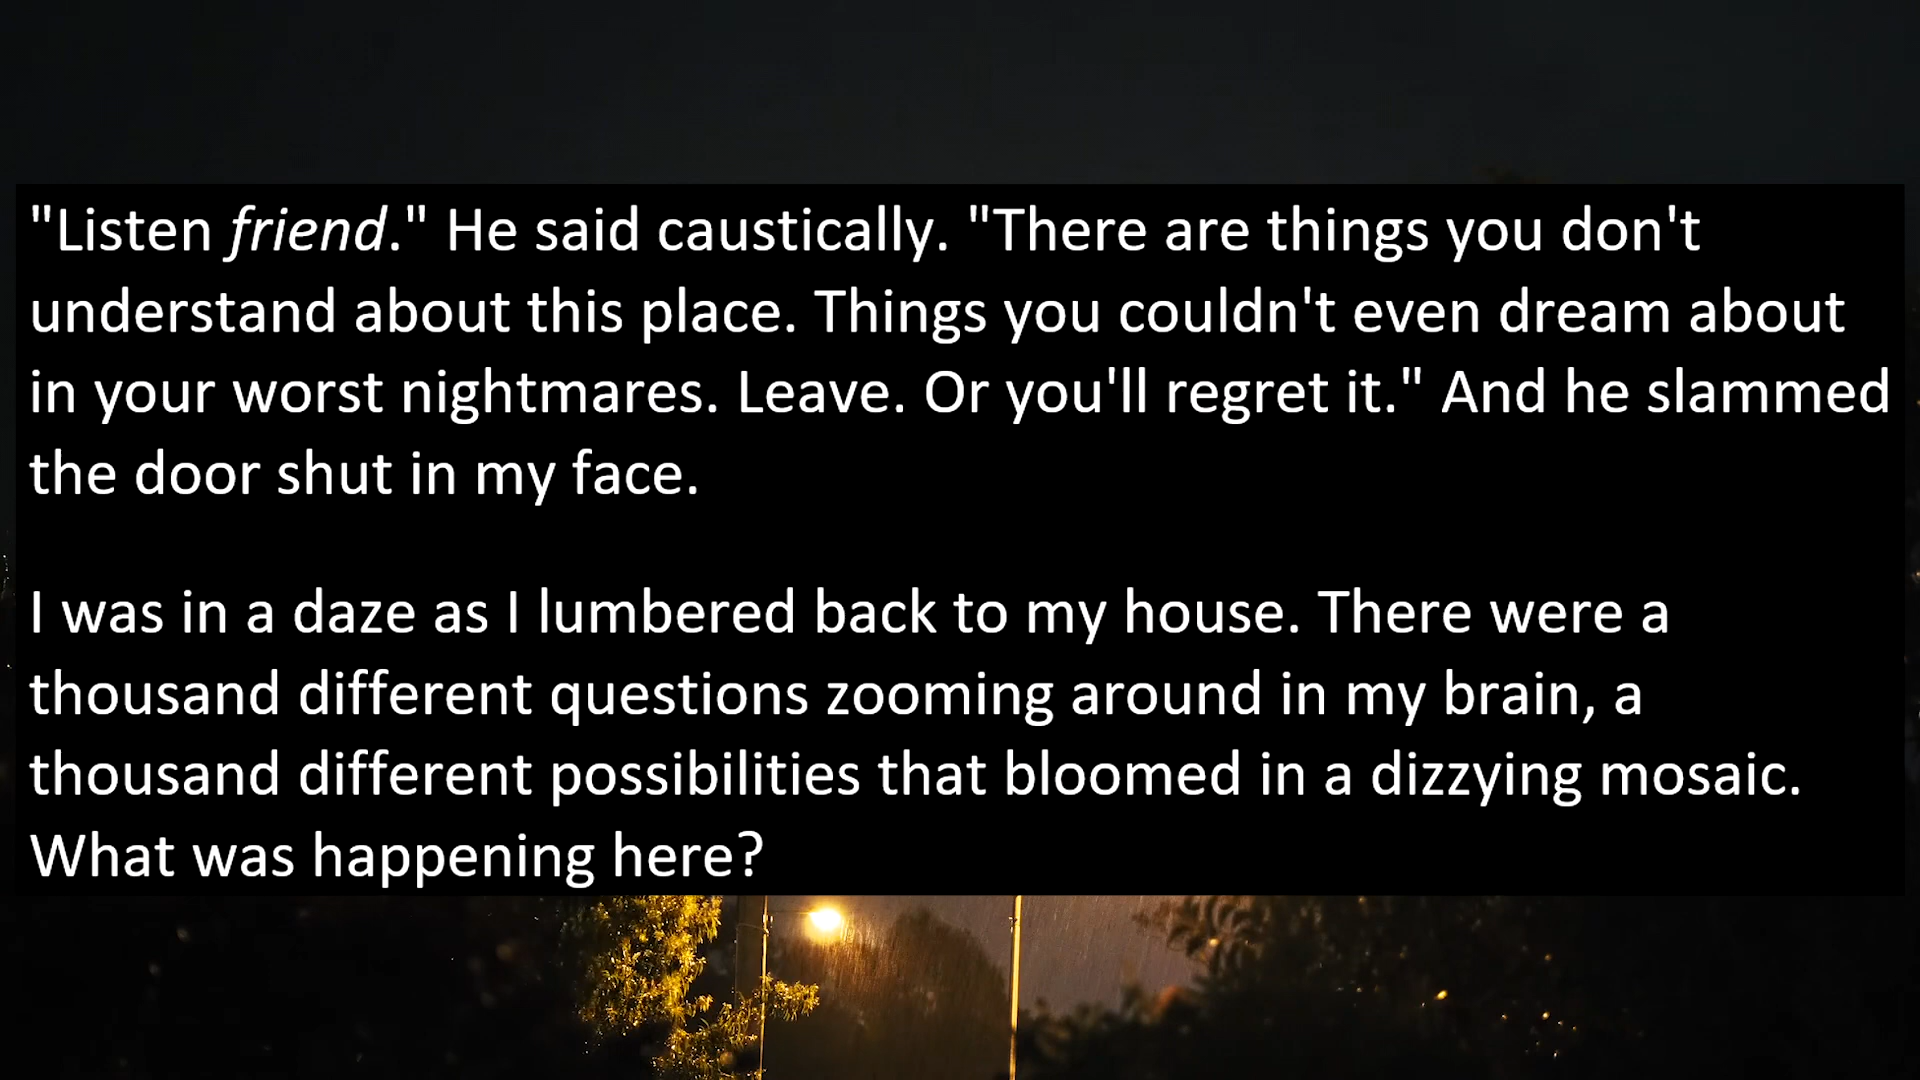 "Listen friend." He said caustically. "There are things you don't
understand about this place. Things you couldn't even dream about
in your worst nightmares. Leave. Or you'll regret it." And he slammed
the door shut in my face.
I was in a daze as I lumbered back to my house. There were a
thousand different questions zooming around in my brain, a
thousand different possibilities that bloomed in a dizzying mosaic.
What was happening here?